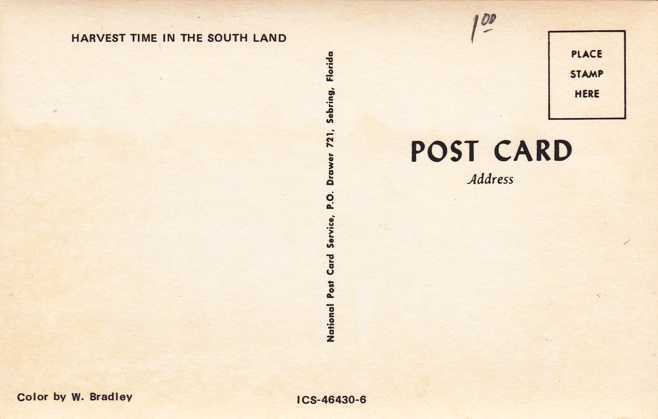 HARVEST TIME IN THE SOUTH LAND
1.00
PLACE
STAMP
HERE
POST CARD
Address
National Post Card Service, P.O. Drawer 721, Sebring, Florida
Color by W. Bradley
ICS-46430-6